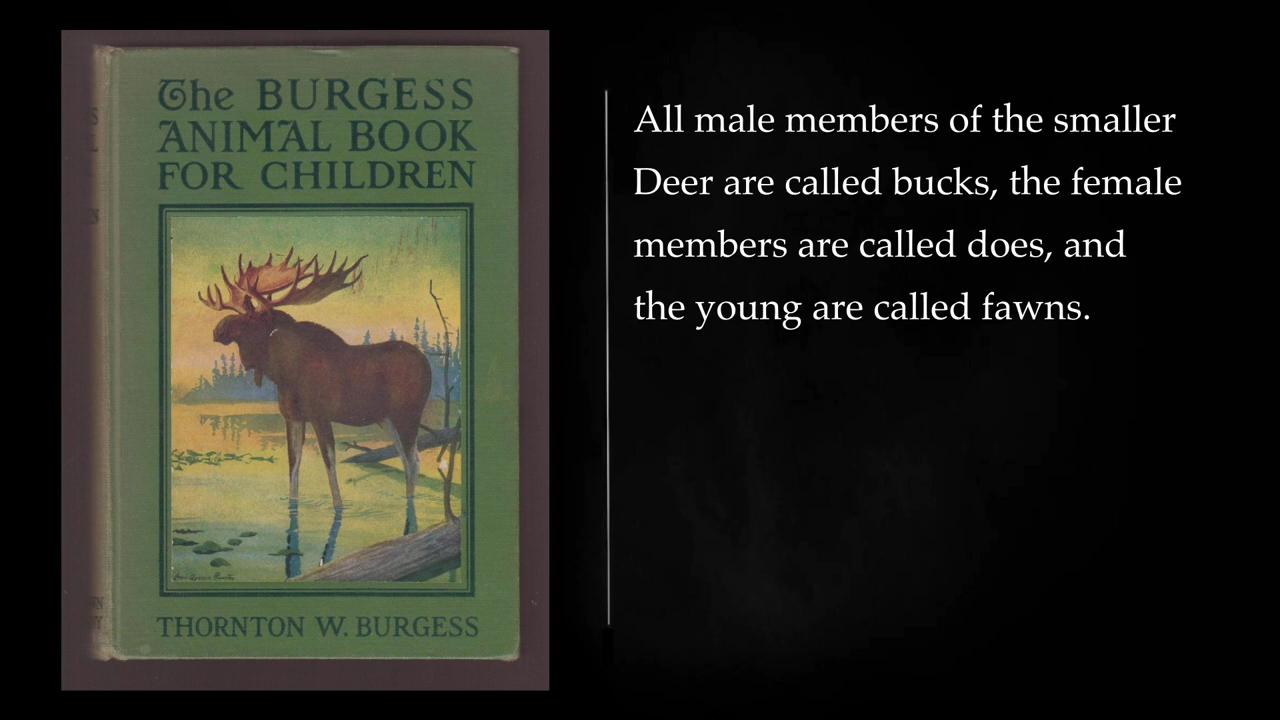 The BURGESS
ANIMAL BOOK
FOR CHILDREN
THORNTON W. BURGESS
All male members of the smaller
Deer are called bucks, the female
members are called does, and
the young are called fawns.